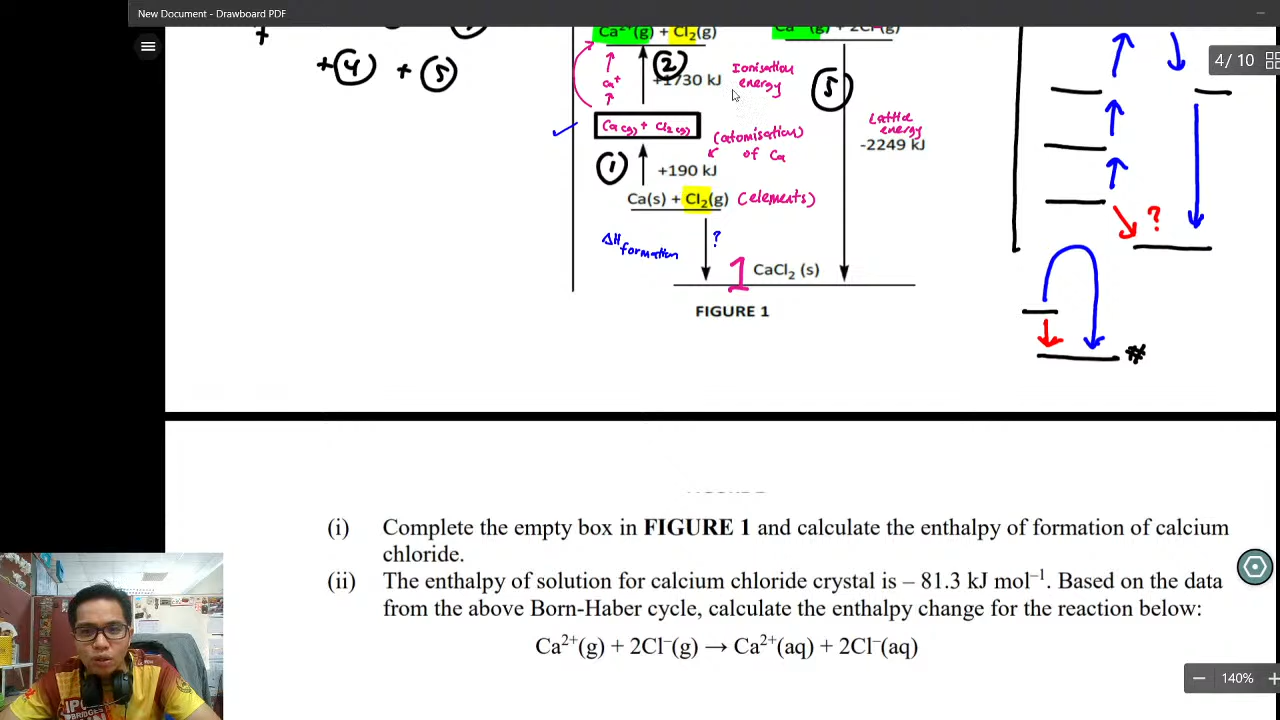 New Document - Drawboard PDF
4 / 10
Ca²⁺(g) + Cl₂(g)
+ 2Cl⁻(g)
+ ④ + ⑤
②
+1730 kJ
Ionisation
energy
⑤
Ca⁺
Ca(g) + Cl₂(g)
(atomisation)
of Ca
Lattice
energy
-2249 kJ
①
+190 kJ
Ca(s) + Cl₂(g) (elements)
ΔH formation
?
?
1
CaCl₂ (s)
FIGURE 1
(i) Complete the empty box in FIGURE 1 and calculate the enthalpy of formation of calcium
chloride.
(ii) The enthalpy of solution for calcium chloride crystal is – 81.3 kJ mol⁻¹. Based on the data
from the above Born-Haber cycle, calculate the enthalpy change for the reaction below:
Ca²⁺(g) + 2Cl⁻(g) → Ca²⁺(aq) + 2Cl⁻(aq)
140%